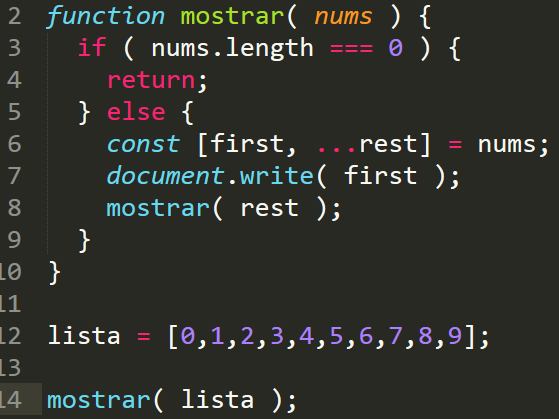 2 function mostrar( nums ) {
3   if ( nums.length === 0 ) {
4     return;
5   } else {
6     const [first, ...rest] = nums;
7     document.write( first );
8     mostrar( rest );
9   }
10 }
11
12 lista = [0,1,2,3,4,5,6,7,8,9];
13
14 mostrar( lista );